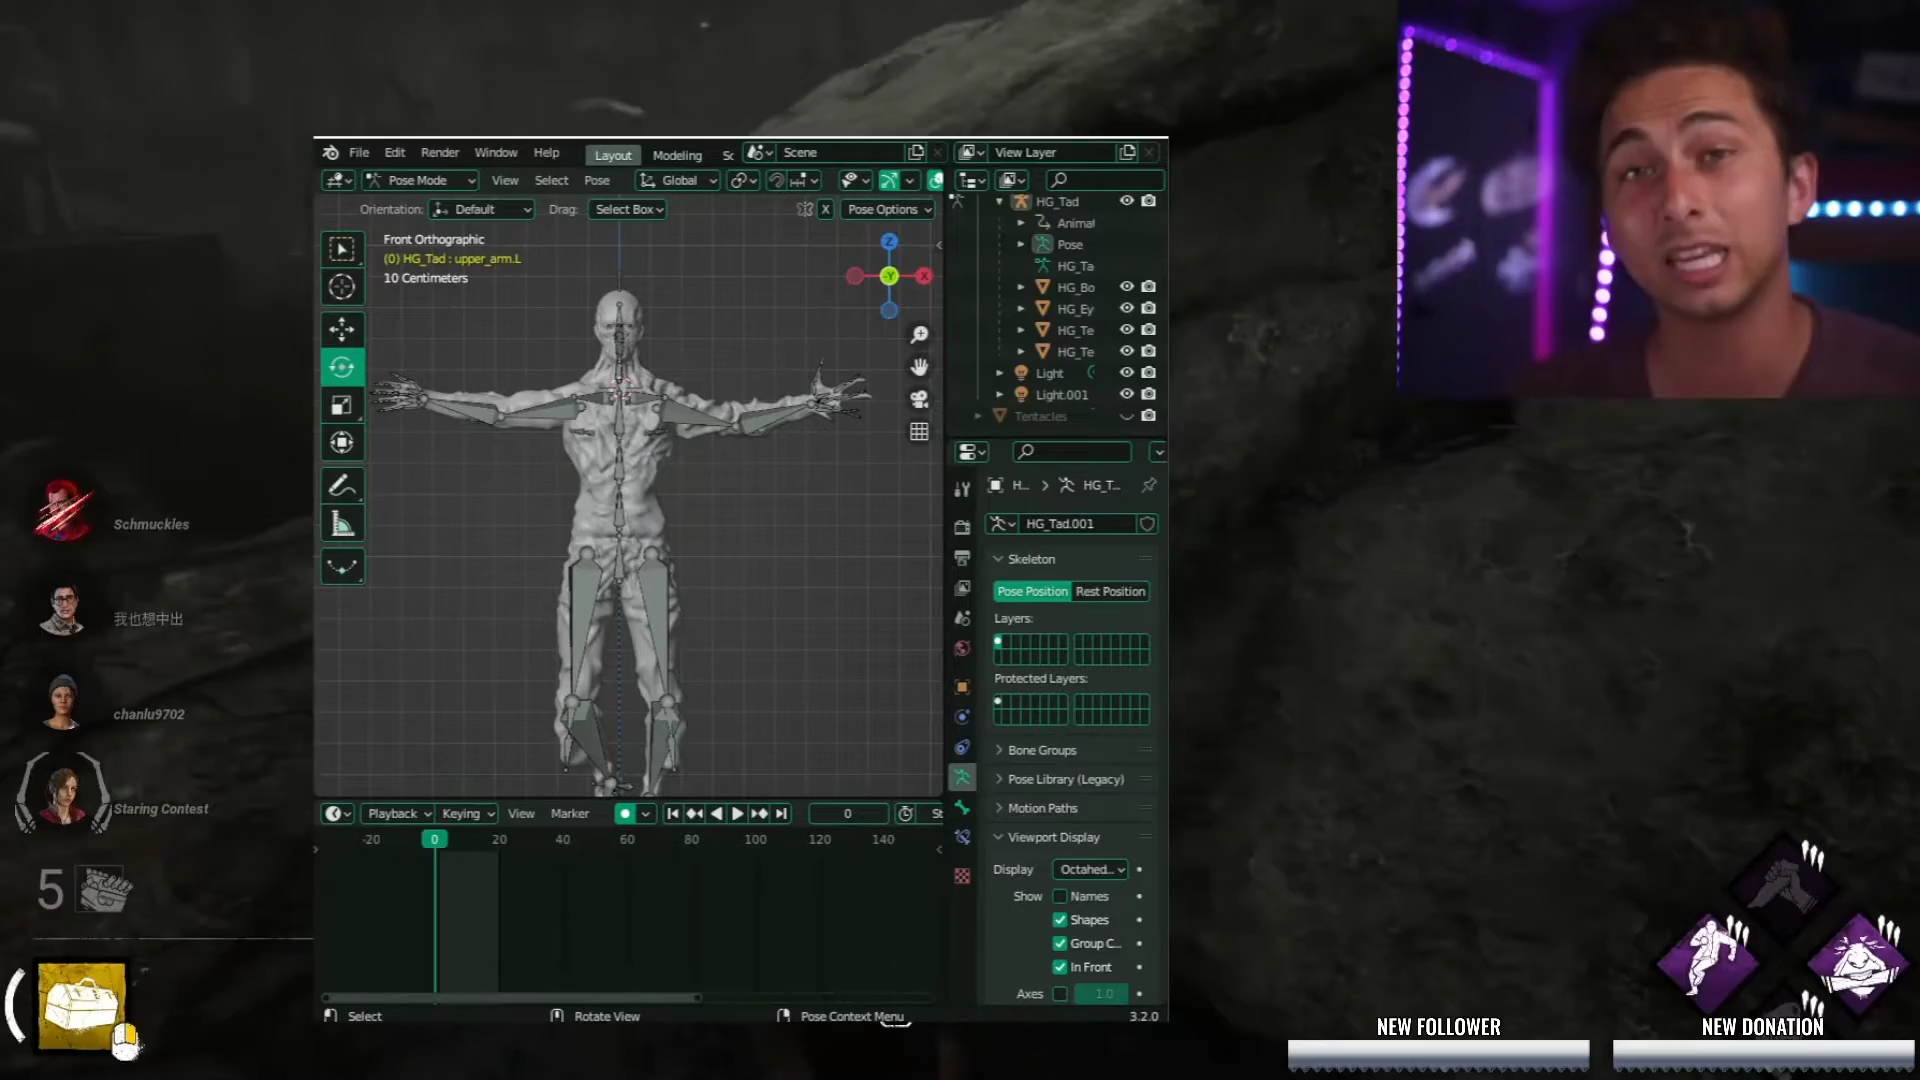 File Edit Render Window Help Layout Modeling Sc Scene View Layer
Pose Mode View Select Pose Global
Orientation: Default Drag: Select Box X Pose Options
Front Orthographic
(0) HG_Tad : upper_arm.L
10 Centimeters
Z
-Y
X
HG_Tad
Animat
Pose
HG_Ta
HG_Bo
HG_Ey
HG_Te
HG_Te
Light
Light.001
Tentacles
H... HG_T...
HG_Tad.001
Skeleton
Pose Position Rest Position
Layers:
Protected Layers:
Bone Groups
Pose Library (Legacy)
Motion Paths
Viewport Display
Display Octahed...
Show Names
Shapes
Group C...
In Front
Axes 1.0
Playback Keying View Marker 0 St
-20 0 20 40 60 80 100 120 140
Select Rotate View Pose Context Menu 3.2.0
Schmuckles
我也想中出
chanlu9702
Staring Contest
5
NEW FOLLOWER NEW DONATION